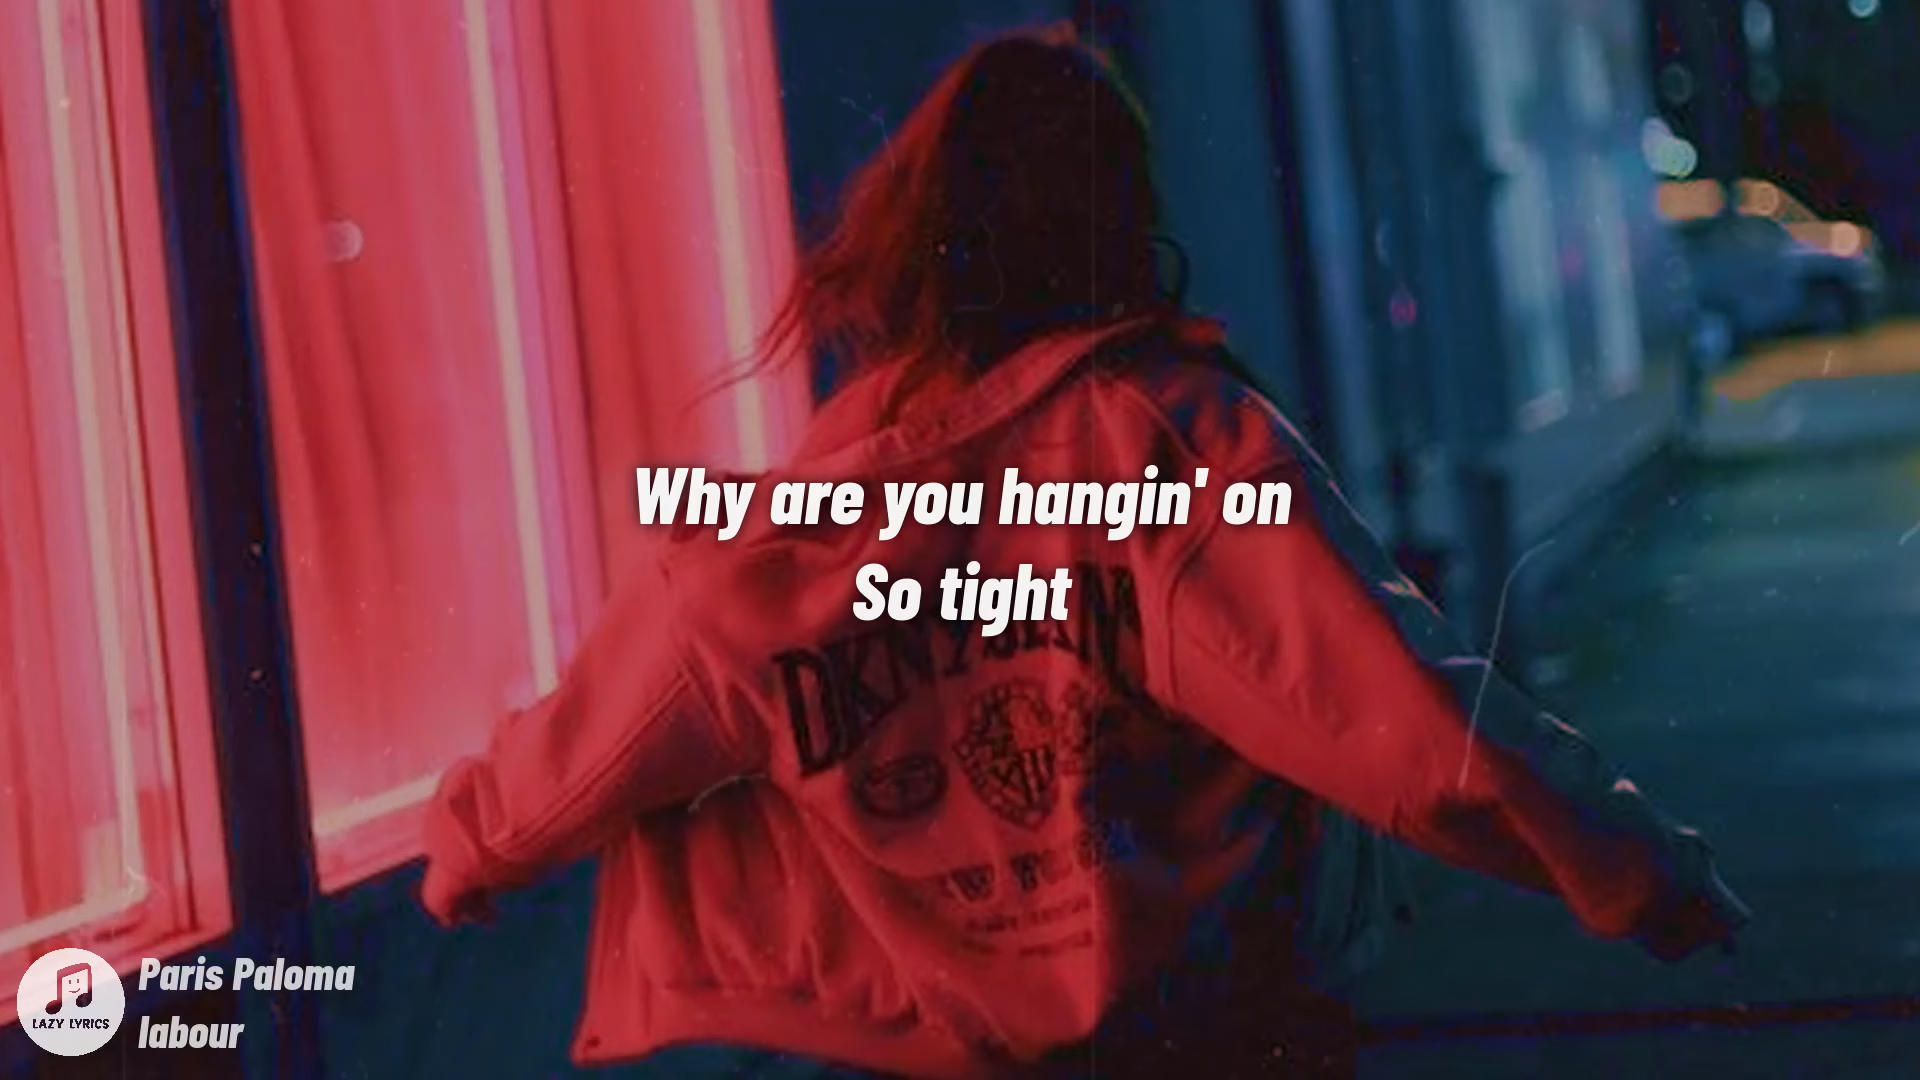 Why are you hangin' on
So tight
Paris Paloma
labour
LAZY LYRICS